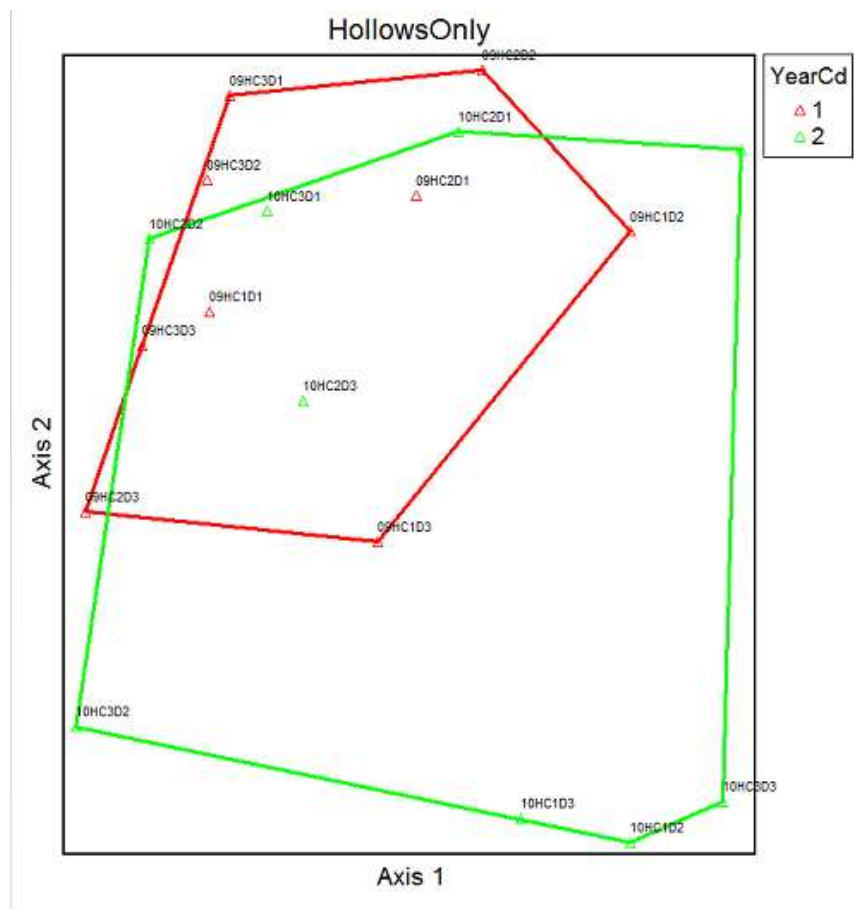 HollowsOnly
YearCd
1
2
09HC2D2
09HC3D1
10HC2D1
09HC3D2
09HC2D1
10HC3D1
09HC1D2
10HC2D2
09HC1D1
09HC3D3
10HC2D3
09HC2D3
09HC1D3
10HC3D2
10HC3D3
10HC1D3
10HC1D2
Axis 2
Axis 1